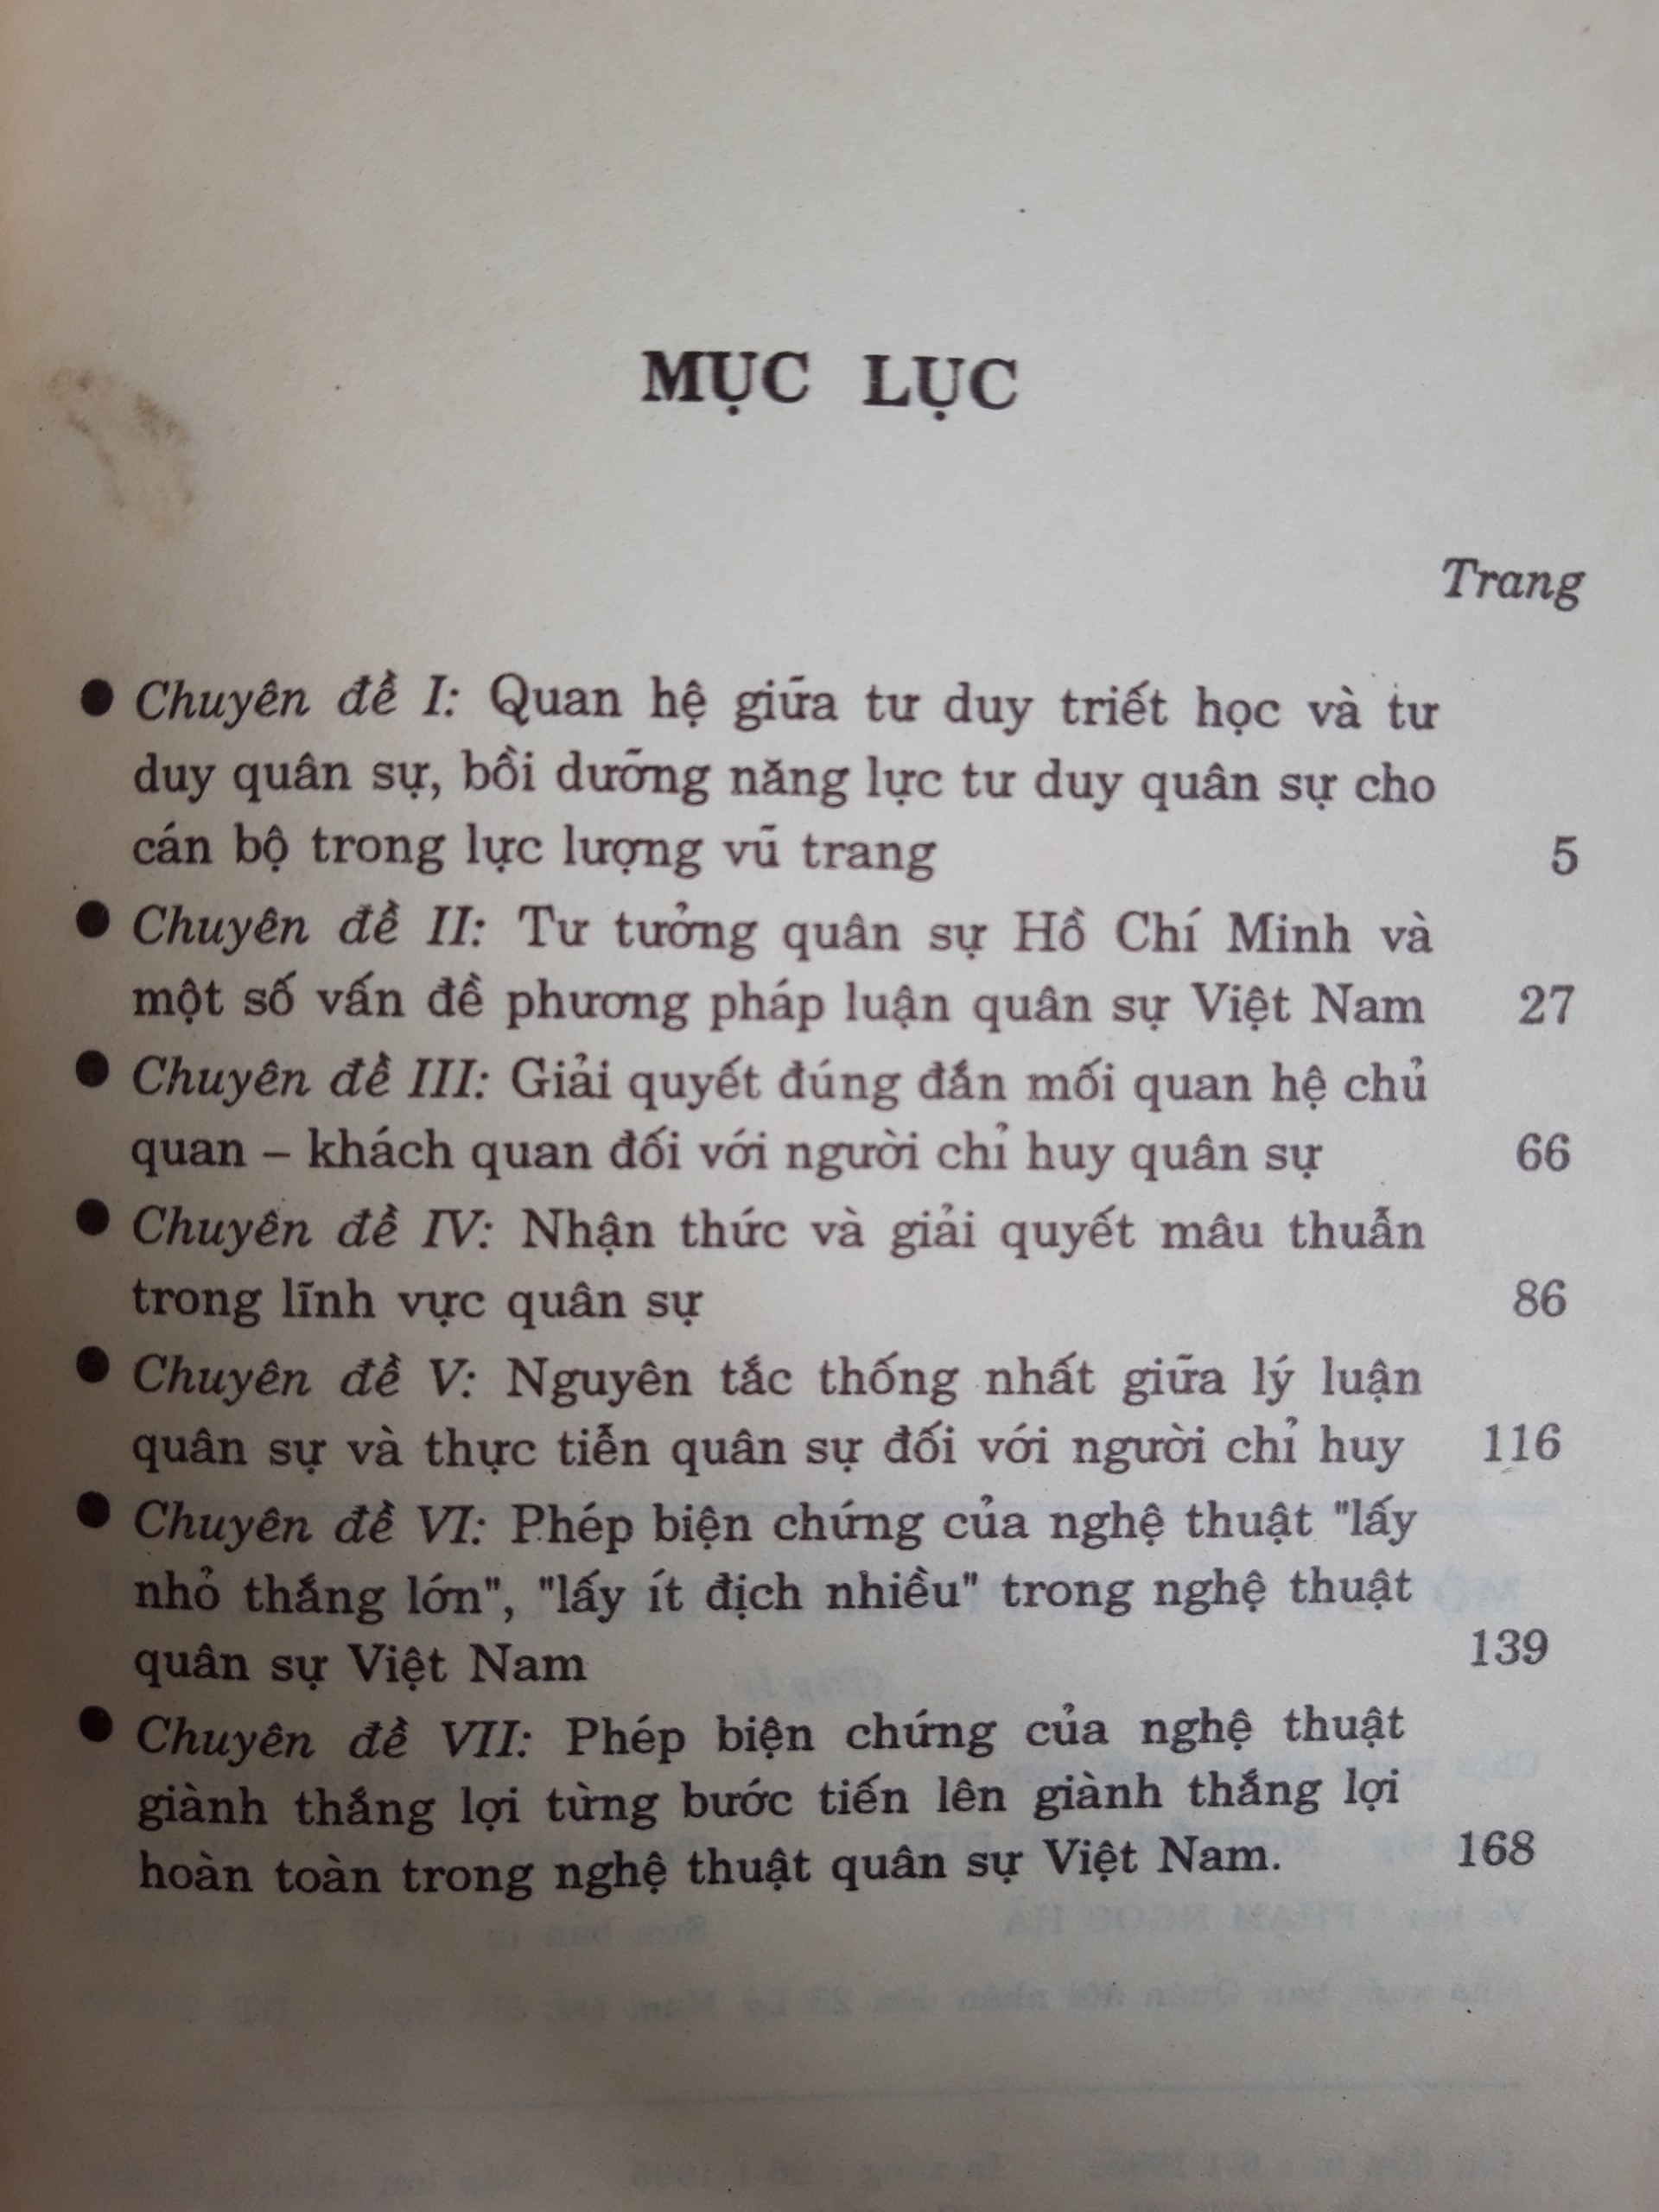 MỤC LỤC
Trang
● Chuyên đề I: Quan hệ giữa tư duy triết học và tư
duy quân sự, bồi dưỡng năng lực tư duy quân sự cho
cán bộ trong lực lượng vũ trang 5
● Chuyên đề II: Tư tưởng quân sự Hồ Chí Minh và
một số vấn đề phương pháp luận quân sự Việt Nam 27
● Chuyên đề III: Giải quyết đúng đắn mối quan hệ chủ
quan – khách quan đối với người chỉ huy quân sự 66
● Chuyên đề IV: Nhận thức và giải quyết mâu thuẫn
trong lĩnh vực quân sự 86
● Chuyên đề V: Nguyên tắc thống nhất giữa lý luận
quân sự và thực tiễn quân sự đối với người chỉ huy 116
● Chuyên đề VI: Phép biện chứng của nghệ thuật "lấy
nhỏ thắng lớn", "lấy ít địch nhiều" trong nghệ thuật
quân sự Việt Nam 139
● Chuyên đề VII: Phép biện chứng của nghệ thuật
giành thắng lợi từng bước tiến lên giành thắng lợi
hoàn toàn trong nghệ thuật quân sự Việt Nam. 168